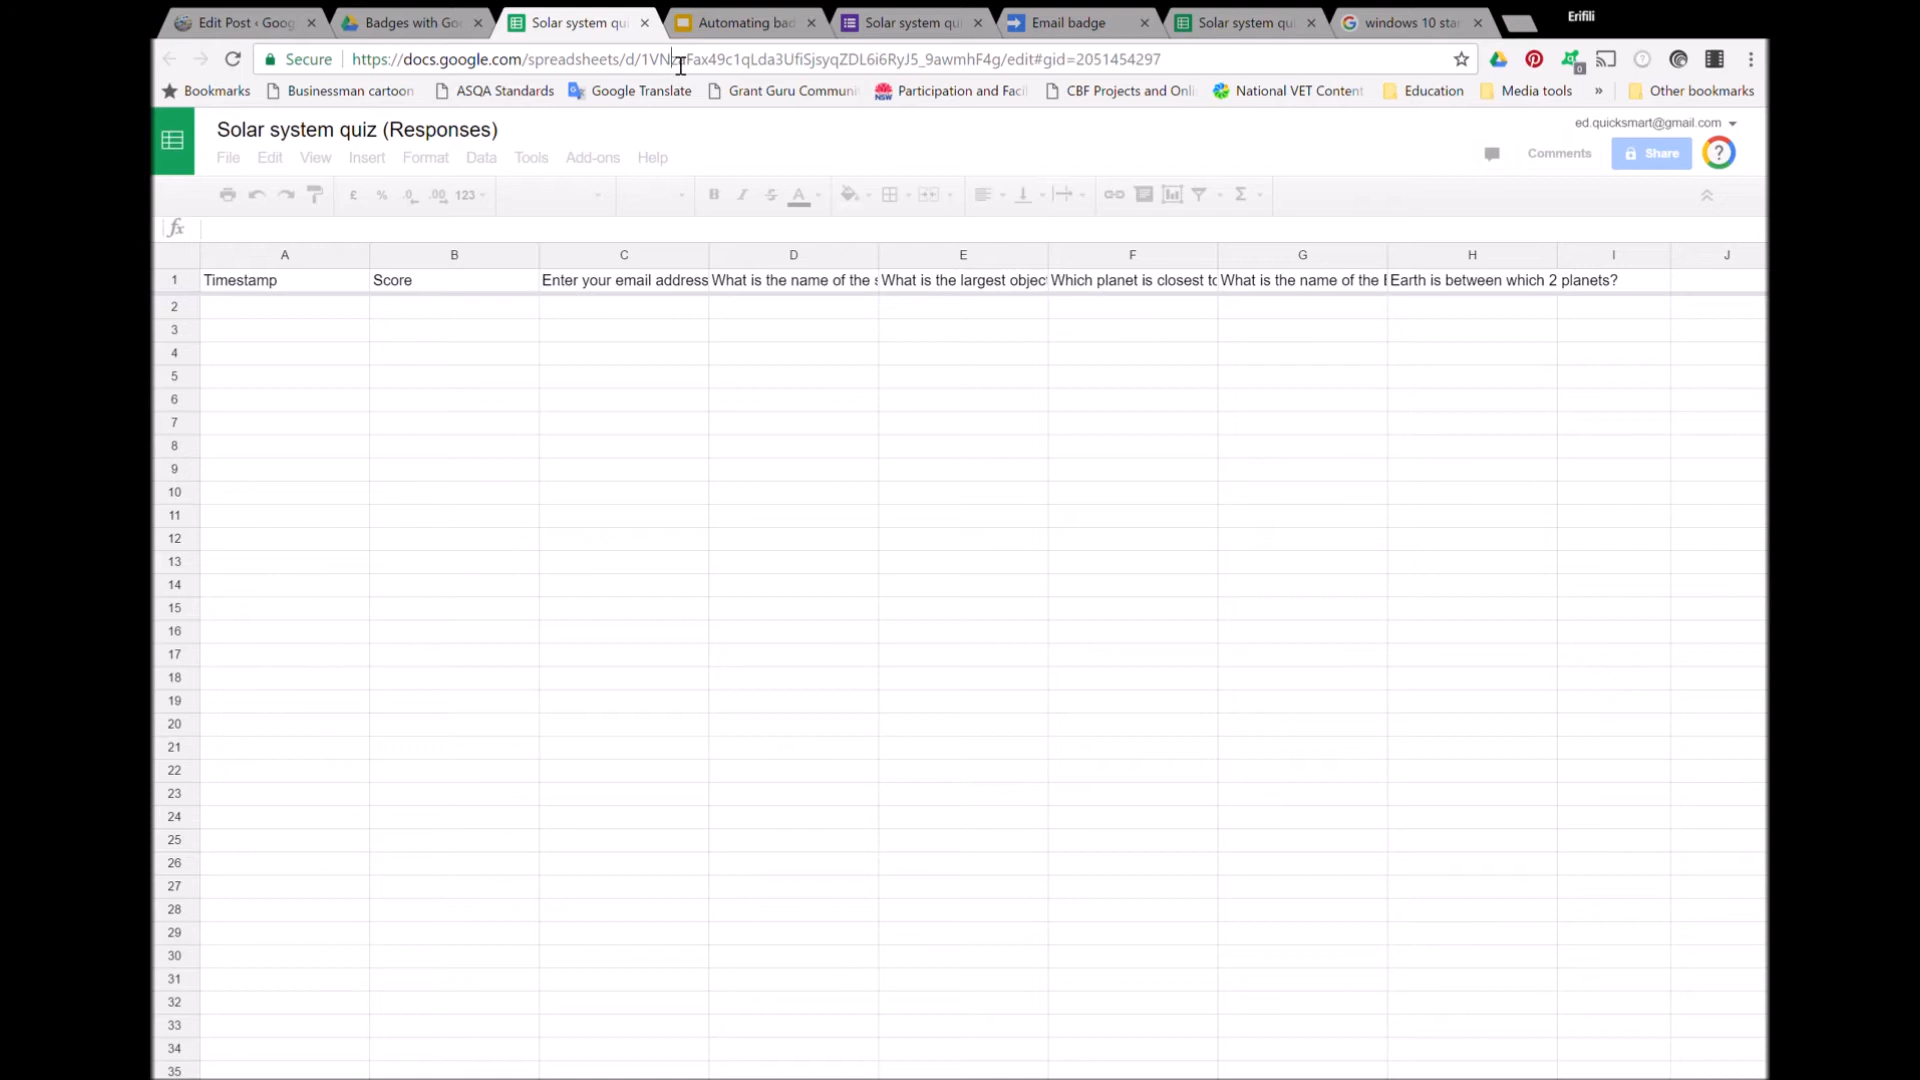 Edit Post ‹ Goog
Badges with Go
Solar system qu
Automating bad
Solar system qu
Email badge
Solar system qu
windows 10 star
Erifili
Secure
docs.google.com/spreadsheets/d/
/edit#gid=2051454297
Bookmarks
Businessman cartoon
ASQA Standards
Google Translate
Grant Guru Communi
Participation and Facil
CBF Projects and Onli
National VET Content
Education
Media tools
»
Other bookmarks
Solar system quiz (Responses)
ed.quicksmart@gmail.com
File Edit View Insert Format Data Tools Add-ons Help
Comments
Share
£ % .0 .00 123
B I S A
Σ
fx
A B C D E F G H I J
1 Timestamp Score Enter your email address What is the name of the s What is the largest objec Which planet is closest to What is the name of the Earth is between which 2 planets?
2
3
4
5
6
7
8
9
10
11
12
13
14
15
16
17
18
19
20
21
22
23
24
25
26
27
28
29
30
31
32
33
34
35